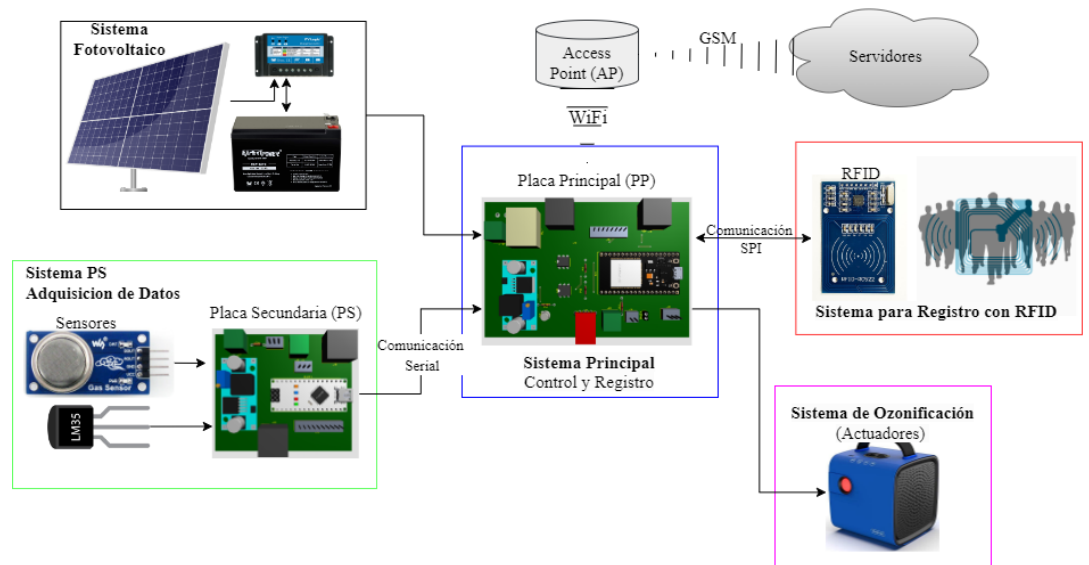 Sistema
Fotovoltaico
Access
Point (AP)
GSM
Servidores
WiFi
Placa Principal (PP)
RFID
Comunicación
SPI
RFID-RC522
Sistema para Registro con RFID
Sistema PS
Adquisicion de Datos
Sensores
Gas Sensor
LM35
Placa Secundaria (PS)
Comunicación
Serial
Sistema Principal
Control y Registro
Sistema de Ozonificación
(Actuadores)